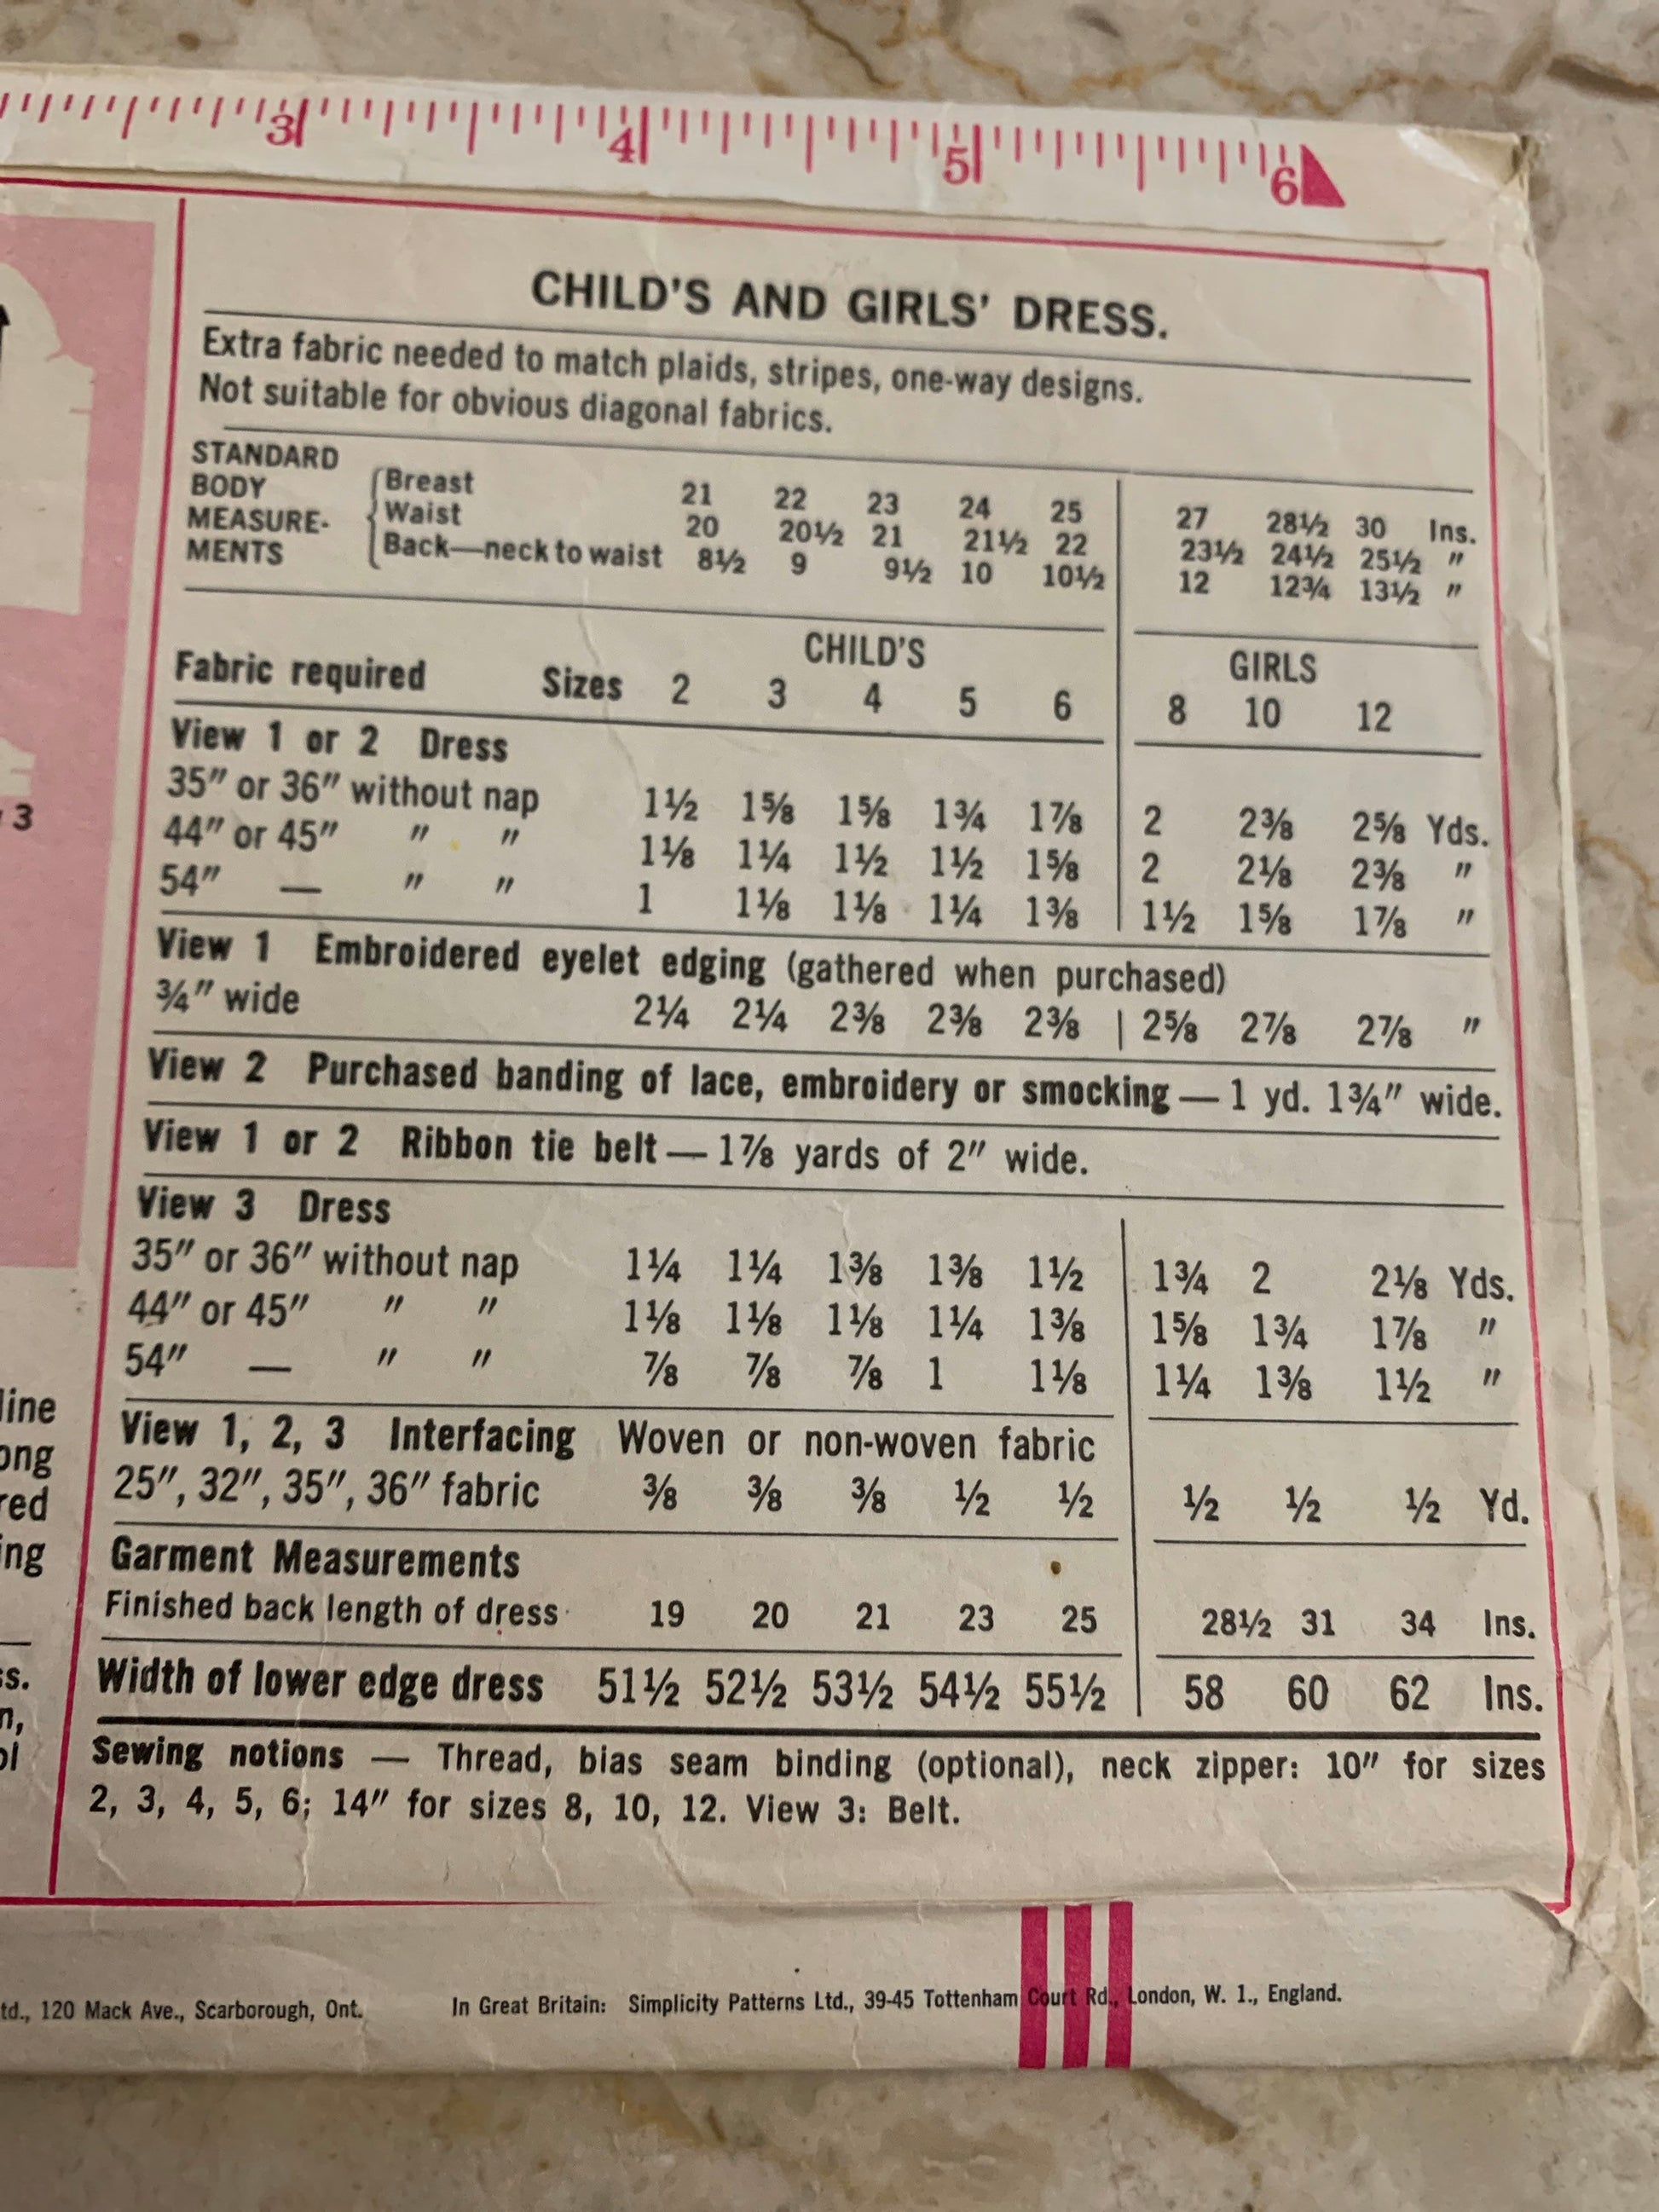 3 4 5 6
CHILD'S AND GIRLS' DRESS.
Extra fabric needed to match plaids, stripes, one-way designs.
Not suitable for obvious diagonal fabrics.
STANDARD
BODY
MEASURE-
MENTS
Breast 21 22 23 24 25 27 28½ 30 Ins.
Waist 20 20½ 21 21½ 22 23½ 24½ 25½ "
Back—neck to waist 8½ 9 9½ 10 10½ 12 12¾ 13½ "
CHILD'S GIRLS
Fabric required Sizes 2 3 4 5 6 8 10 12
View 1 or 2 Dress
35" or 36" without nap 1½ 1⅝ 1⅝ 1¾ 1⅞ 2 2⅜ 2⅝ Yds.
44" or 45" " " 1⅛ 1¼ 1½ 1½ 1⅝ 2 2⅛ 2⅜ "
54" — " " 1 1⅛ 1⅛ 1¼ 1⅜ 1½ 1⅝ 1⅞ "
View 1 Embroidered eyelet edging (gathered when purchased)
¾" wide 2¼ 2¼ 2⅜ 2⅜ 2⅜ 2⅝ 2⅞ 2⅞ "
View 2 Purchased banding of lace, embroidery or smocking — 1 yd. 1¾" wide.
View 1 or 2 Ribbon tie belt — 1⅞ yards of 2" wide.
View 3 Dress
35" or 36" without nap 1¼ 1¼ 1⅜ 1⅜ 1½ 1¾ 2 2⅛ Yds.
44" or 45" " " 1⅛ 1⅛ 1⅛ 1¼ 1⅜ 1⅝ 1¾ 1⅞ "
54" — " " ⅞ ⅞ ⅞ 1 1⅛ 1¼ 1⅜ 1½ "
View 1, 2, 3 Interfacing Woven or non-woven fabric
25", 32", 35", 36" fabric ⅜ ⅜ ⅜ ½ ½ ½ ½ ½ Yd.
Garment Measurements
Finished back length of dress 19 20 21 23 25 28½ 31 34 Ins.
Width of lower edge dress 51½ 52½ 53½ 54½ 55½ 58 60 62 Ins.
Sewing notions — Thread, bias seam binding (optional), neck zipper: 10" for sizes
2, 3, 4, 5, 6; 14" for sizes 8, 10, 12. View 3: Belt.
3
line
ong
red
ing
ss.
n,
ol
td., 120 Mack Ave., Scarborough, Ont. In Great Britain: Simplicity Patterns Ltd., 39-45 Tottenham Court Rd., London, W. 1., England.